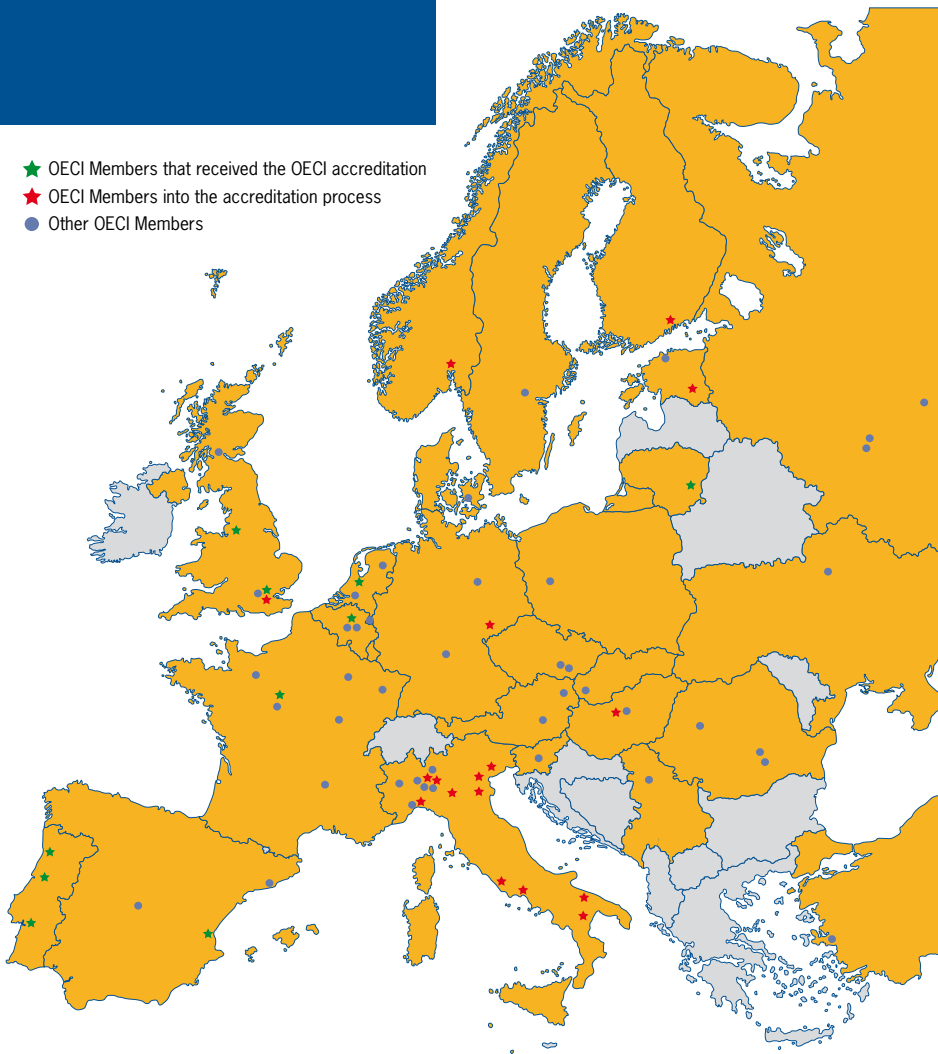 OECI Members that received the OECI accreditation
OECI Members into the accreditation process
Other OECI Members